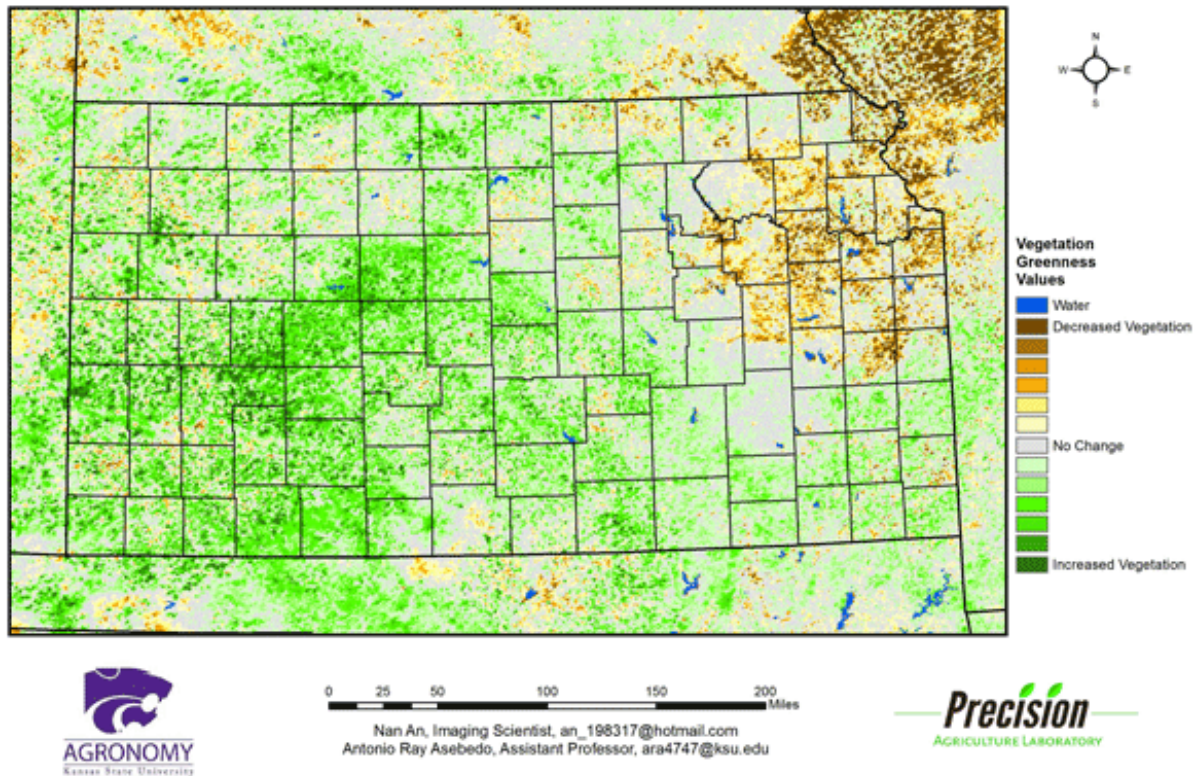 N
W E
S
Vegetation
Greenness
Values
Water
Decreased Vegetation
No Change
Increased Vegetation
0 25 50 100 150 200
Miles
Nan An, Imaging Scientist, an_198317@hotmail.com
Antonio Ray Asebedo, Assistant Professor, ara4747@ksu.edu
AGRONOMY
Kansas State University
Precision
AGRICULTURE LABORATORY